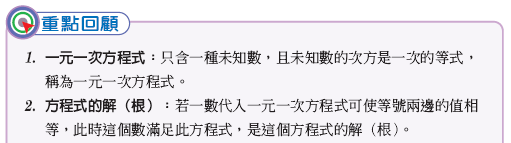 重點回顧
1. 一元一次方程式：只含一種未知數，且未知數的次方是一次的等式，
稱為一元一次方程式。
2. 方程式的解（根）：若一數代入一元一次方程式可使等號兩邊的值相
等，此時這個數滿足此方程式，是這個方程式的解（根）。